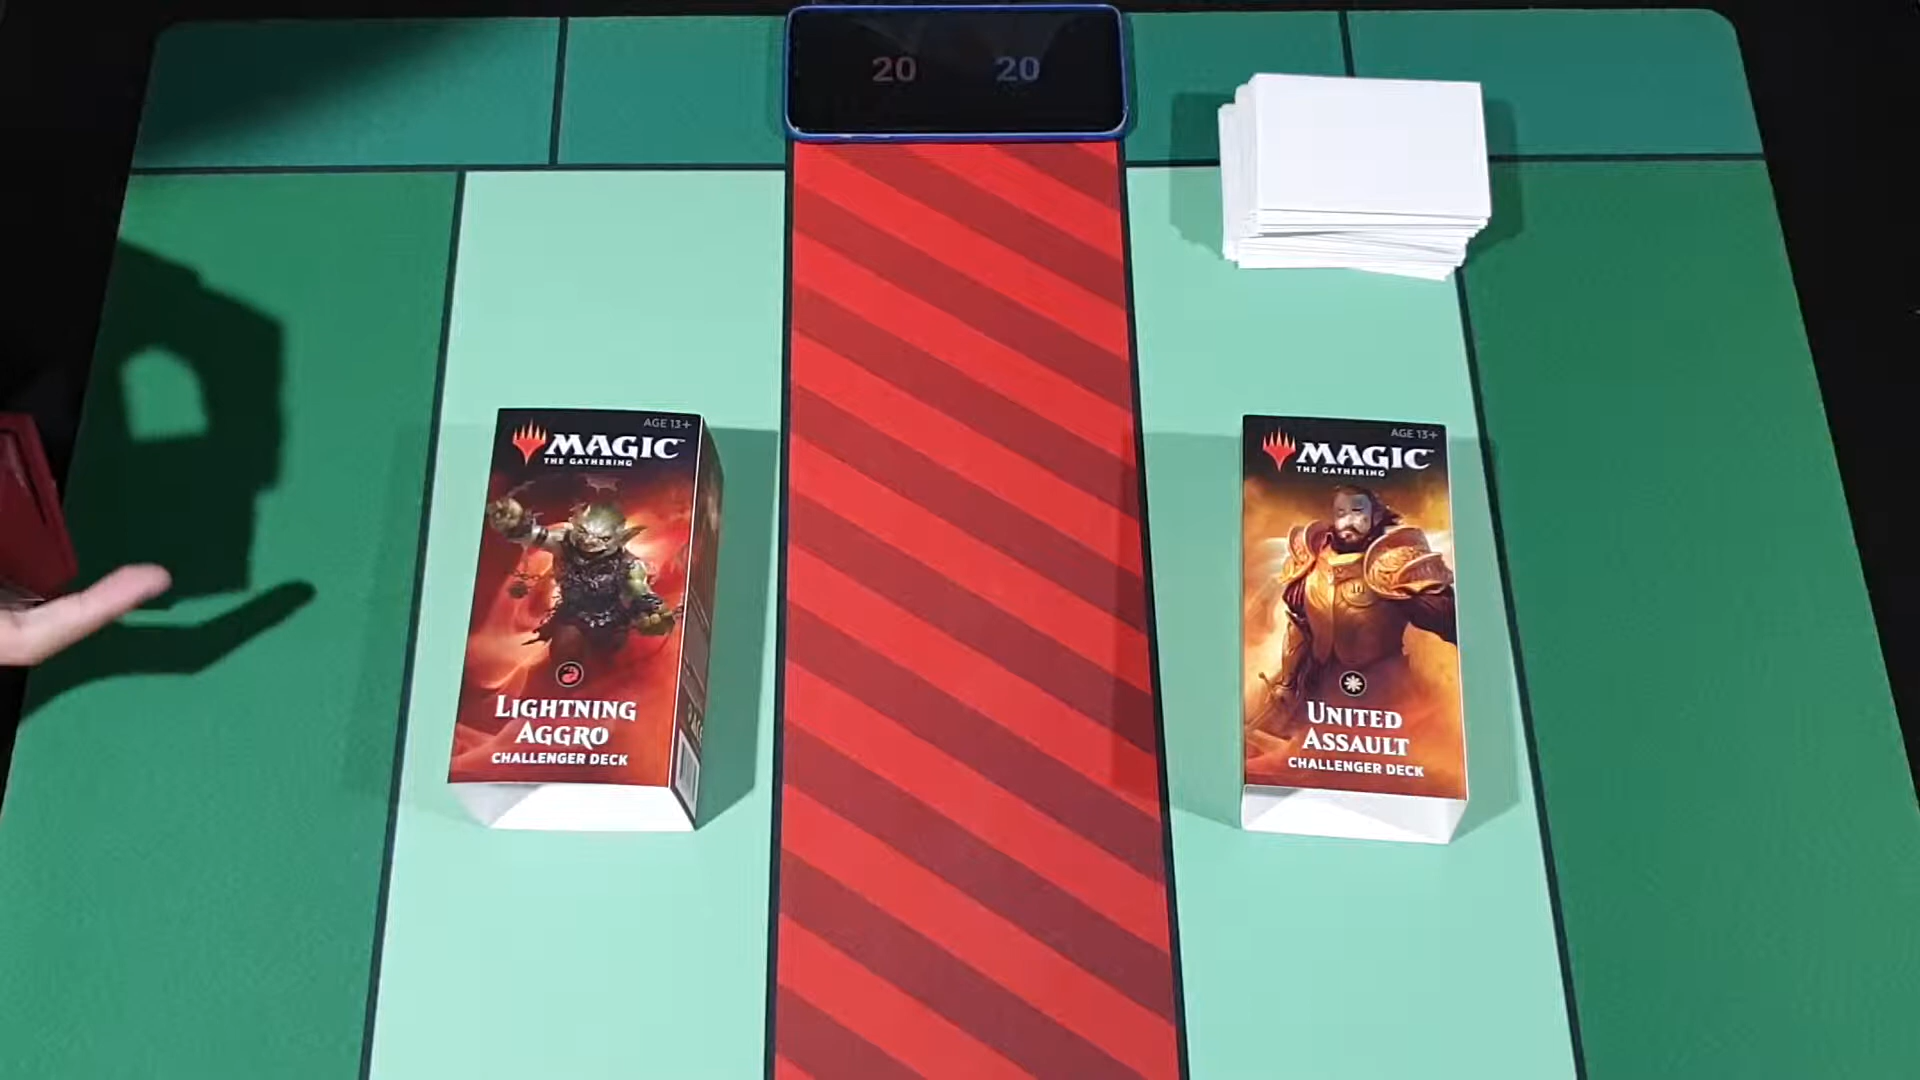 20 20
AGE 13+
MAGIC
THE GATHERING
LIGHTNING
AGGRO
CHALLENGER DECK
AGE 13+
MAGIC
THE GATHERING
UNITED
ASSAULT
CHALLENGER DECK